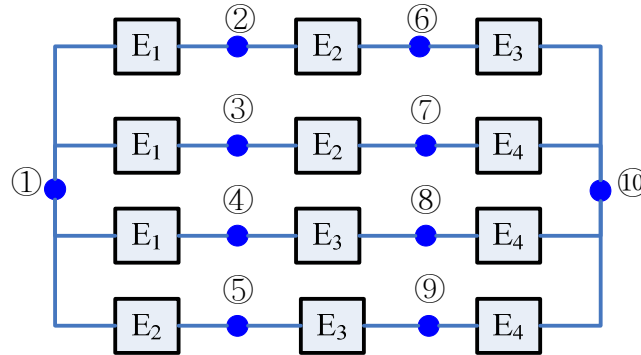 ② ⑥
E₁ E₂ E₃
③ ⑦
E₁ E₂ E₄
① ⑩
④ ⑧
E₁ E₃ E₄
⑤ ⑨
E₂ E₃ E₄